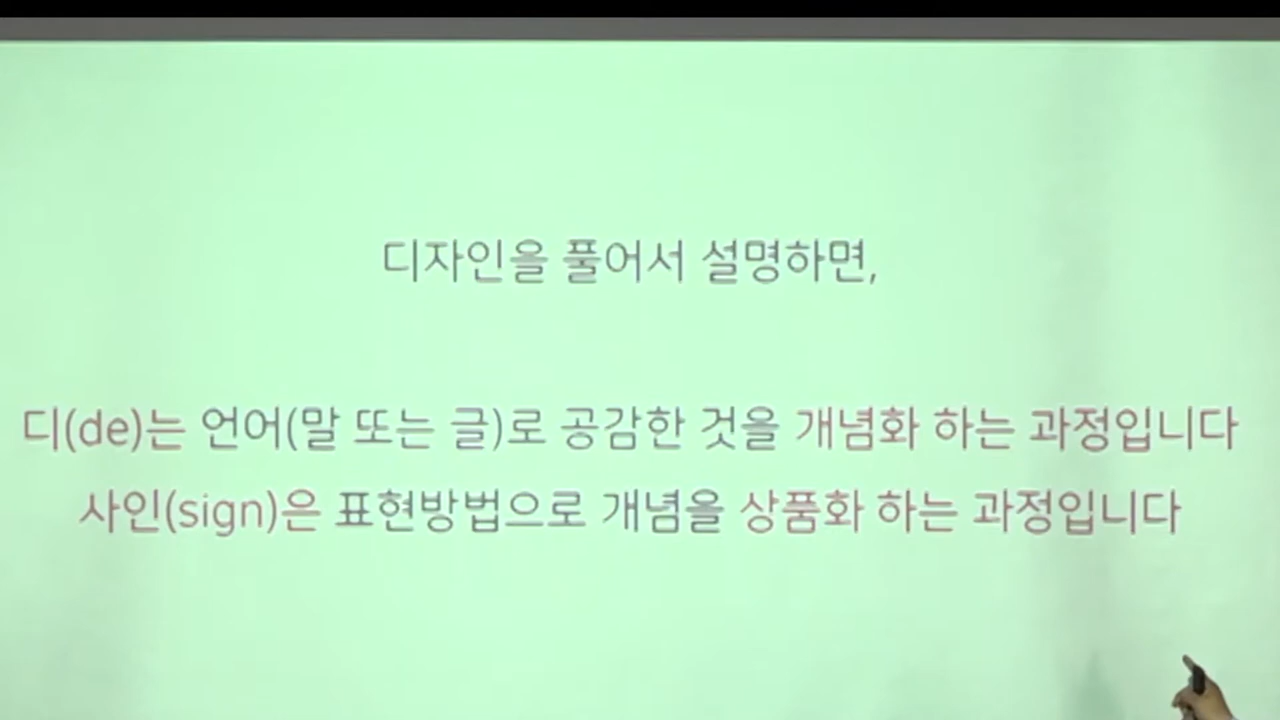 디자인을 풀어서 설명하면,
디(de)는 언어(말 또는 글)로 공감한 것을 개념화 하는 과정입니다
사인(sign)은 표현방법으로 개념을 상품화 하는 과정입니다